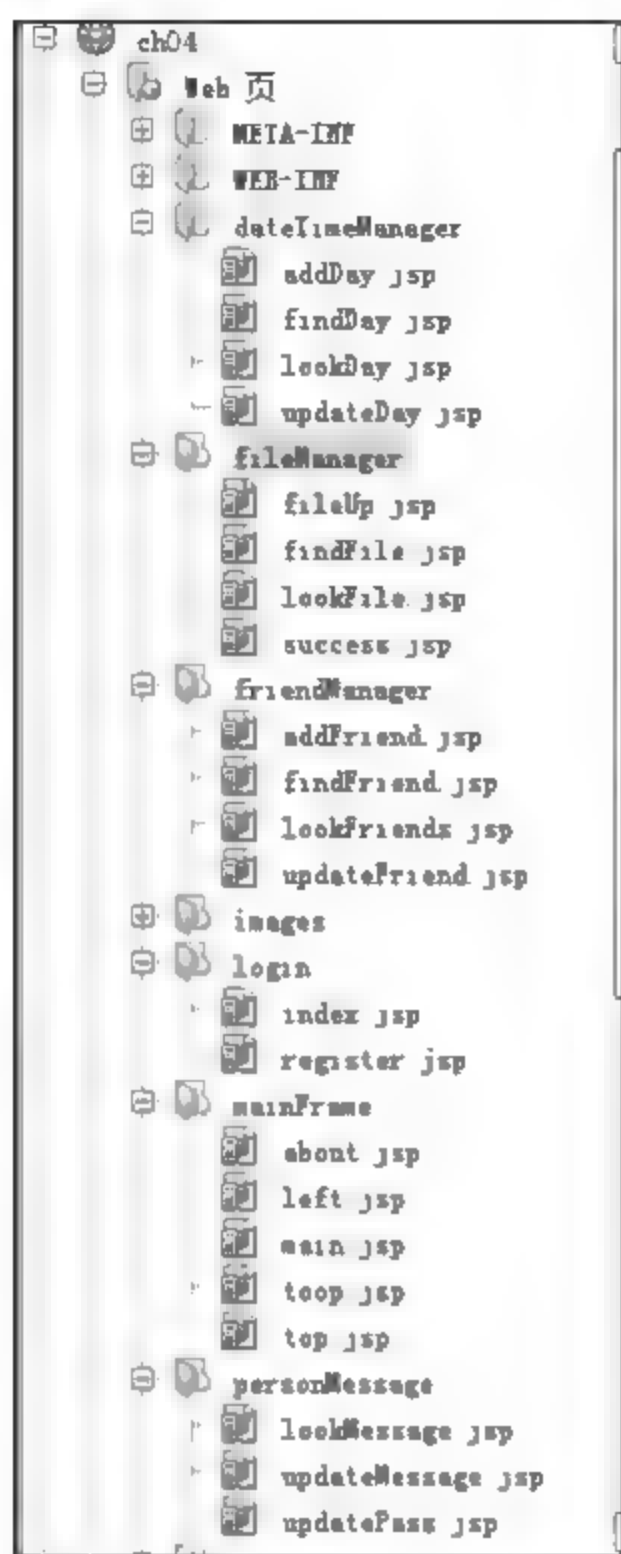 ch04
Web 页
META-INF
WEB-INF
dateTimeManager
addDay jsp
findDay jsp
lookDay jsp
updateDay jsp
fileManager
fileUp jsp
findFile jsp
lookFile.jsp
success jsp
friendManager
addFriend jsp
findFriend jsp
lookFriends jsp
updateFriend jsp
images
login
index jsp
register jsp
mainFrame
about jsp
left jsp
main jsp
toop jsp
top jsp
personMessage
lookMessage jsp
updateMessage jsp
updatePass jsp